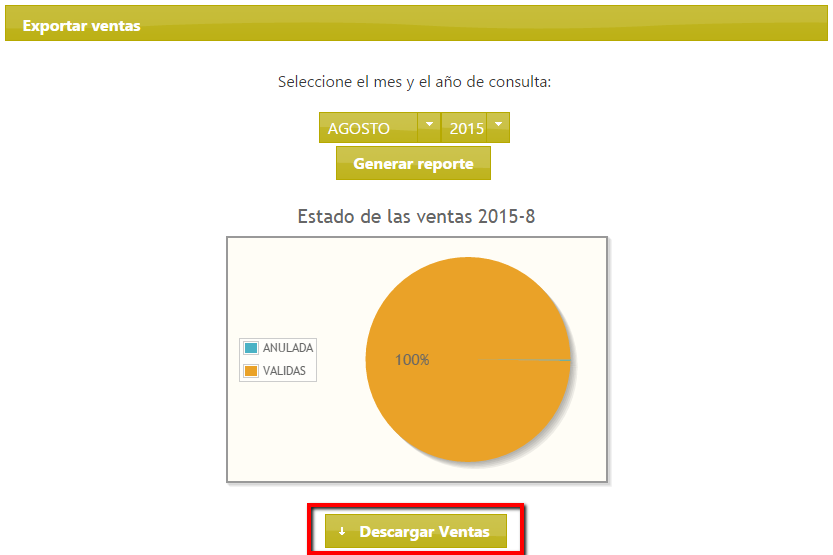 Exportar ventas
Seleccione el mes y el año de consulta:
AGOSTO 2015
Generar reporte
Estado de las ventas 2015-8
ANULADA
VALIDAS
100%
Descargar Ventas